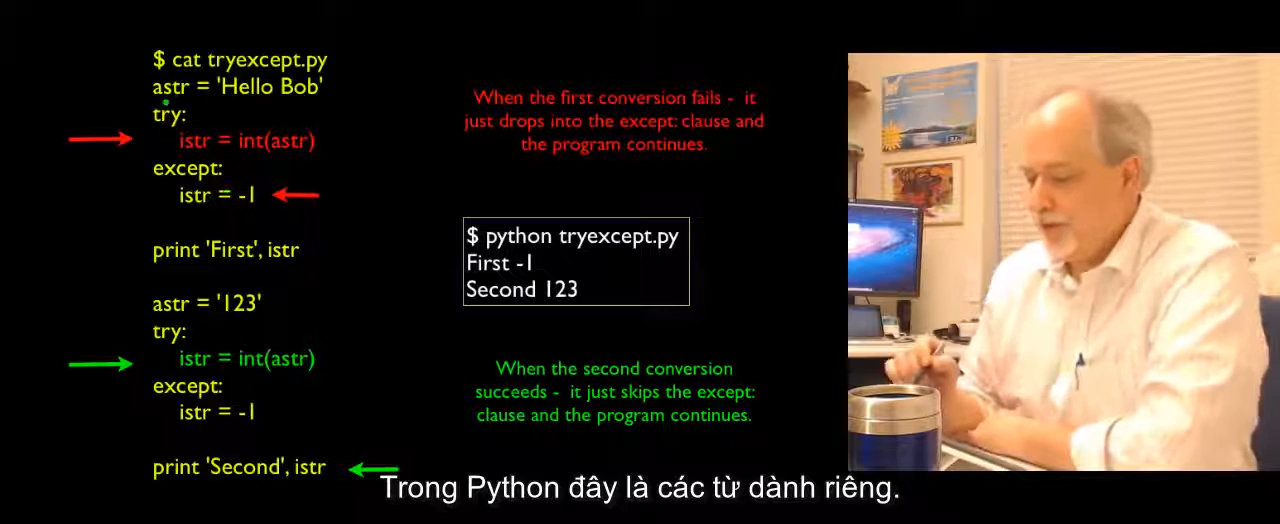 $ cat tryexcept.py
astr = 'Hello Bob'
try:
istr = int(astr)
except:
istr = -1
print 'First', istr
astr = '123'
try:
istr = int(astr)
except:
istr = -1
print 'Second', istr
When the first conversion fails - it
just drops into the except: clause and
the program continues.
$ python tryexcept.py
First -1
Second 123
When the second conversion
succeeds - it just skips the except:
clause and the program continues.
Trong Python đây là các từ dành riêng.